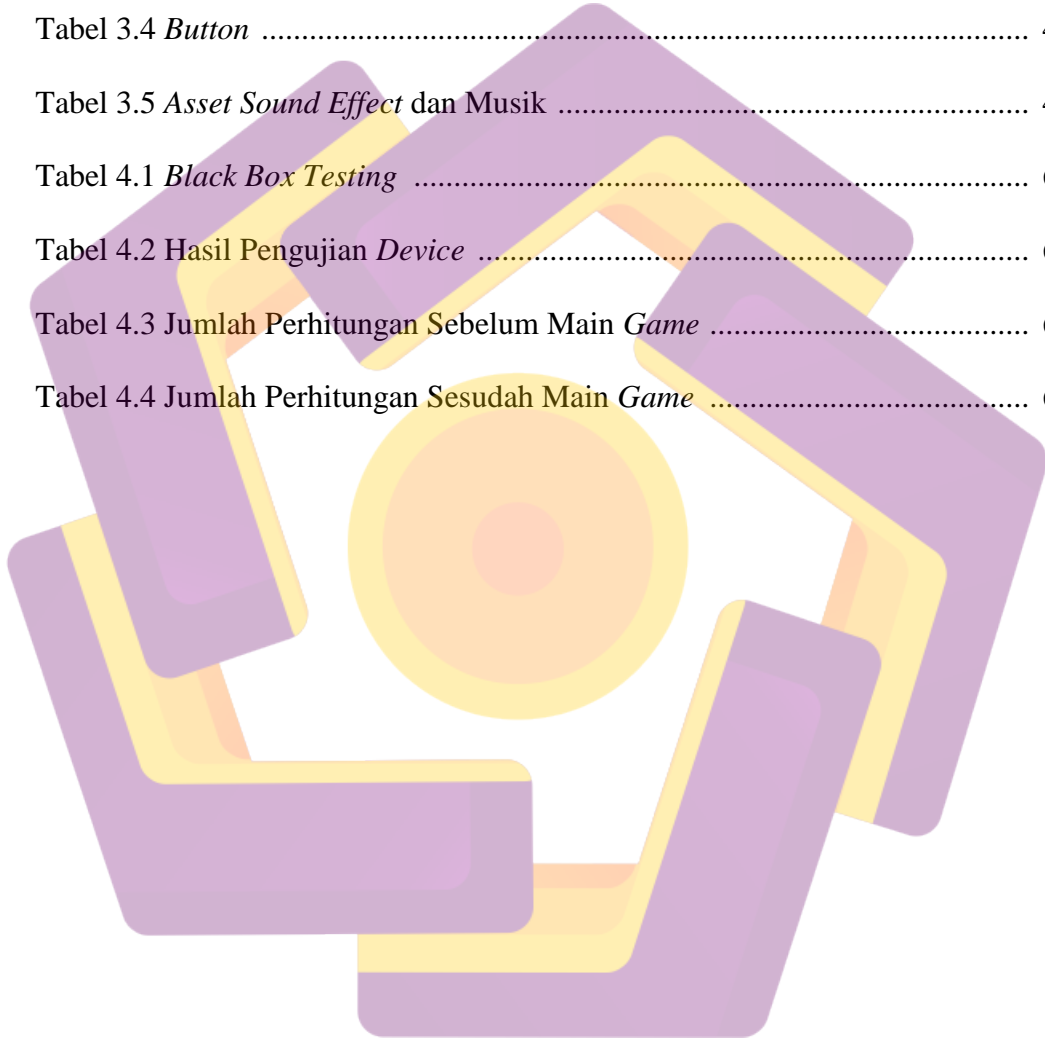 Tabel 3.4 Button ................................................................................................
Tabel 3.5 Asset Sound Effect dan Musik ...........................................................
Tabel 4.1 Black Box Testing .............................................................................
Tabel 4.2 Hasil Pengujian Device .....................................................................
Tabel 4.3 Jumlah Perhitungan Sebelum Main Game ........................................
Tabel 4.4 Jumlah Perhitungan Sesudah Main Game ........................................